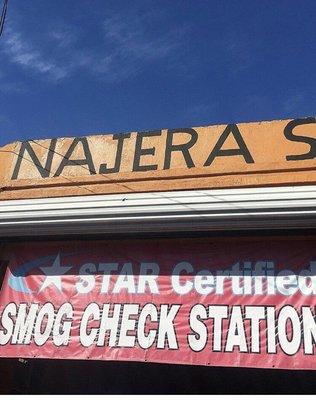 NAJERA S
STAR Certified
SMOG CHECK STATION